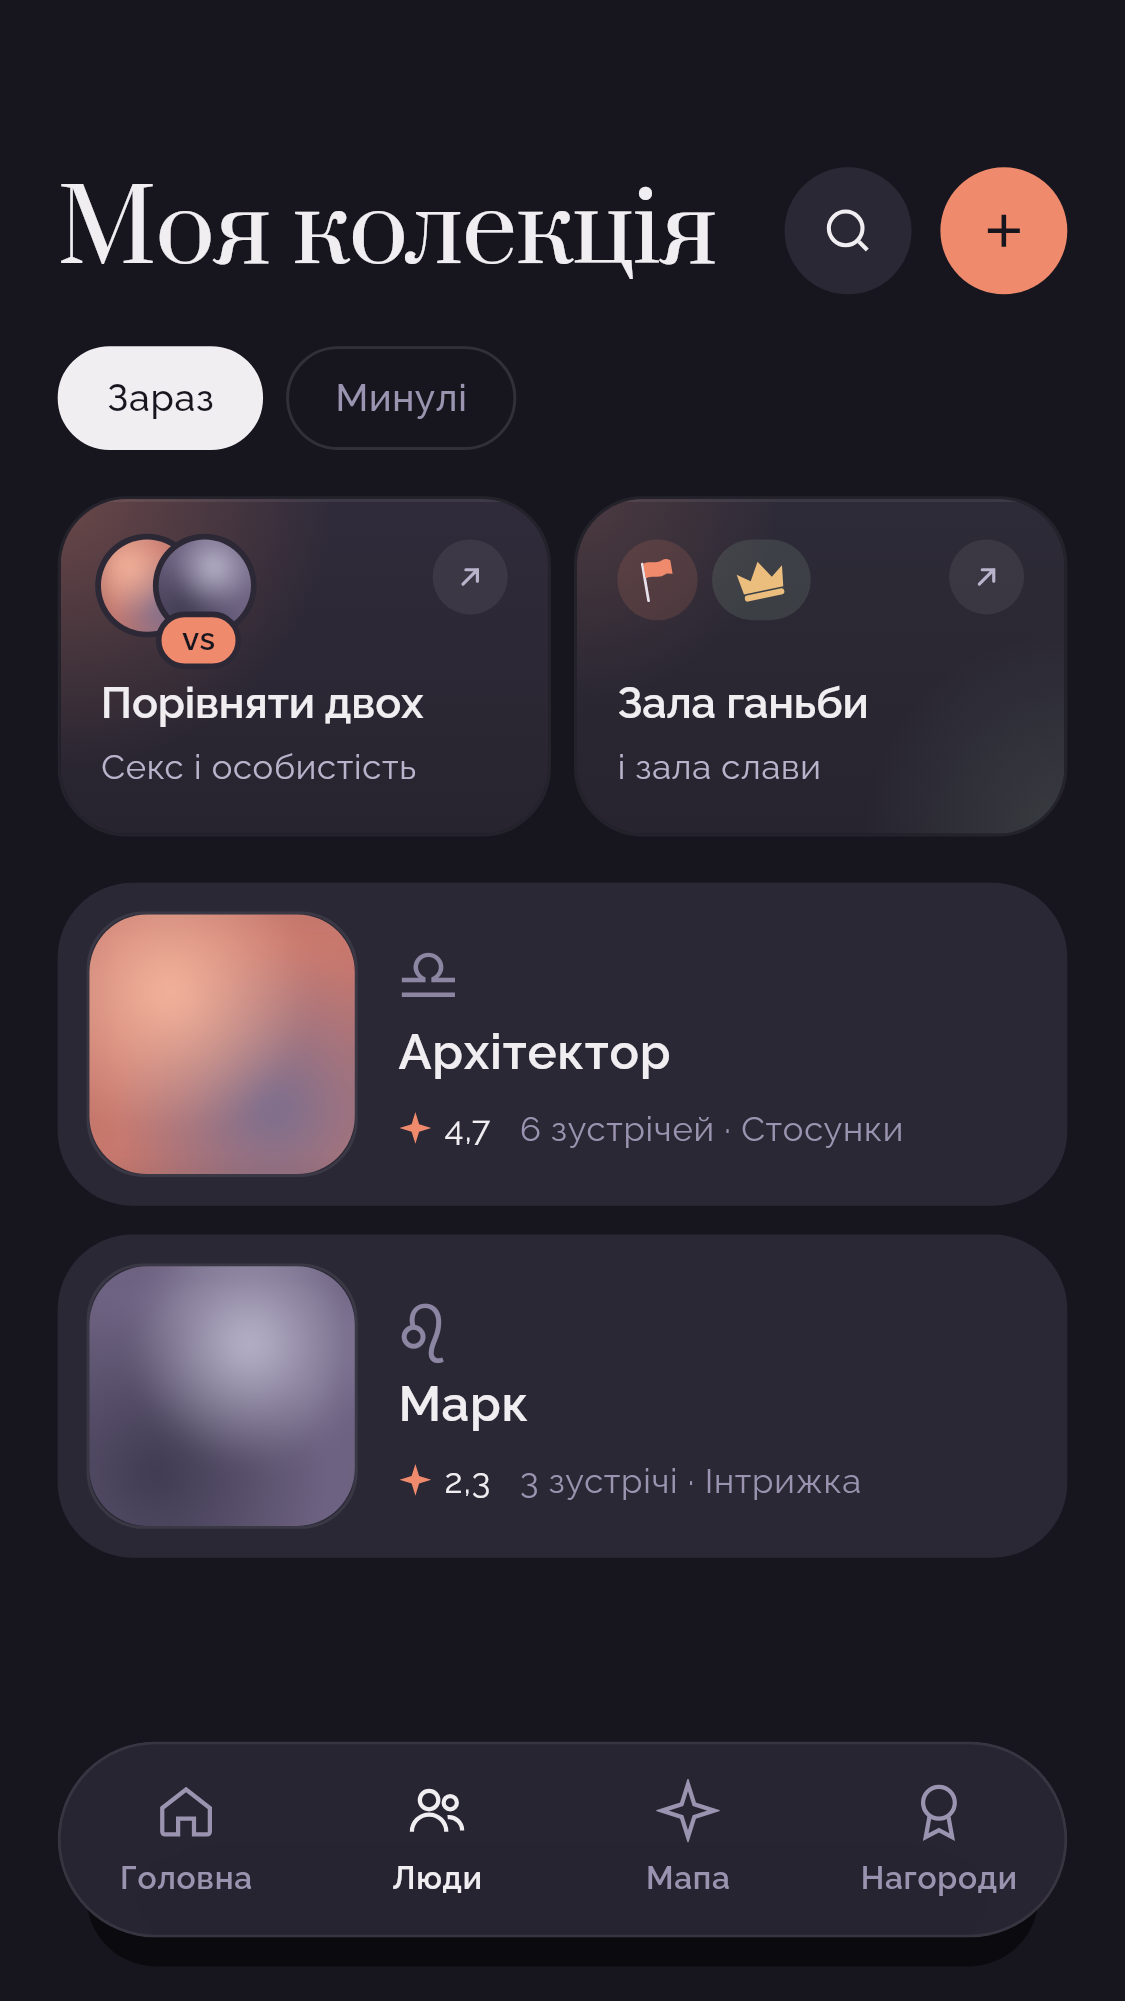 Моя колекція
Зараз
Минулі
VS
Порівняти двох
Секс і особистість
Зала ганьби
і зала слави
Архітектор
4,7 6 зустрічей · Стосунки
Марк
2,3 3 зустрічі · Інтрижка
Головна
Люди
Мапа
Нагороди